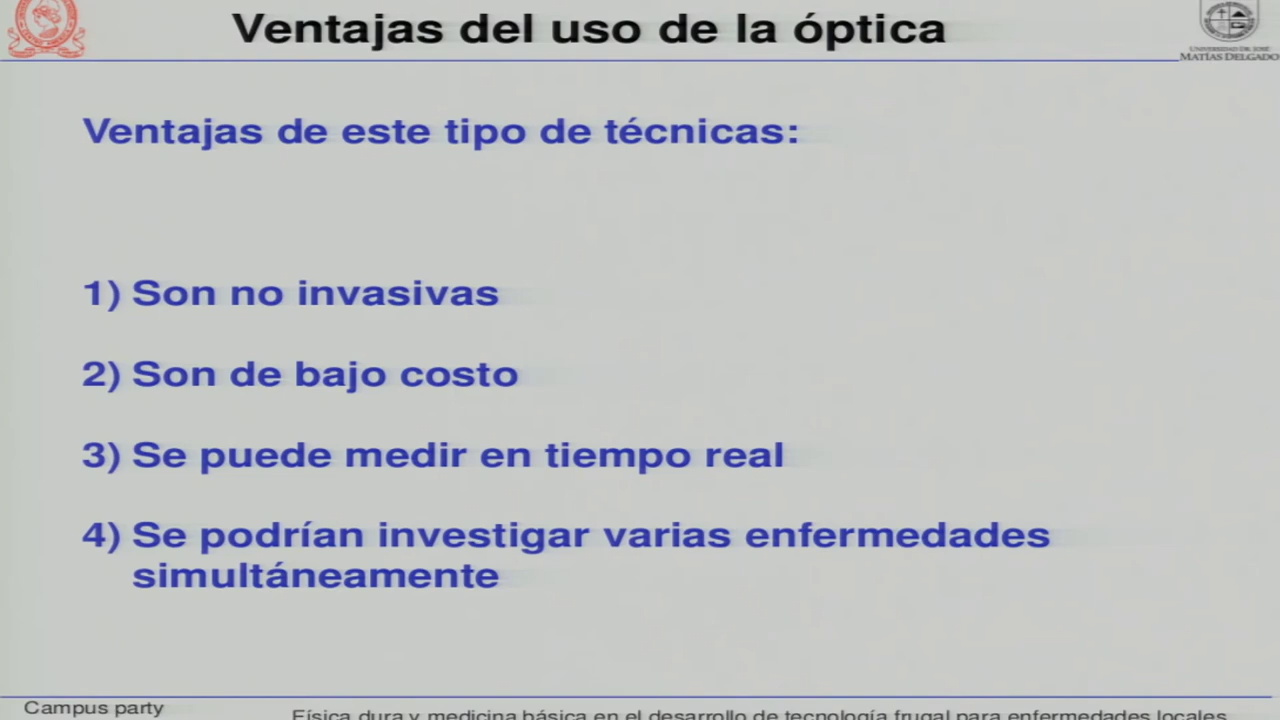 Ventajas del uso de la óptica
UNIVERSIDAD DR. JOSÉ
MATÍAS DELGADO
Ventajas de este tipo de técnicas:
1) Son no invasivas
2) Son de bajo costo
3) Se puede medir en tiempo real
4) Se podrían investigar varias enfermedades
simultáneamente
Campus party
Física dura y medicina básica en el desarrollo de tecnología frugal para enfermedades locales